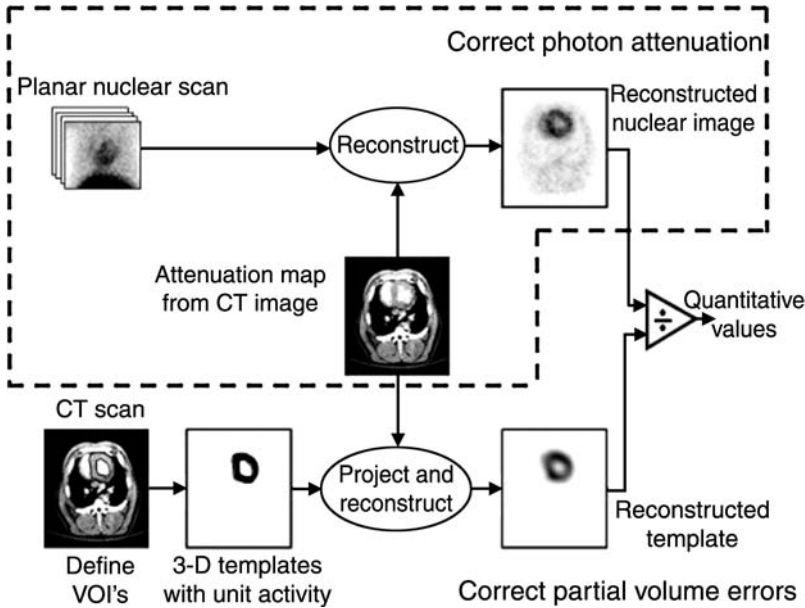 Correct photon attenuation
Planar nuclear scan
Reconstruct
Reconstructed
nuclear image
Attenuation map
from CT image
÷
Quantitative
values
CT scan
Define
VOI's
3-D templates
with unit activity
Project and
reconstruct
Reconstructed
template
Correct partial volume errors